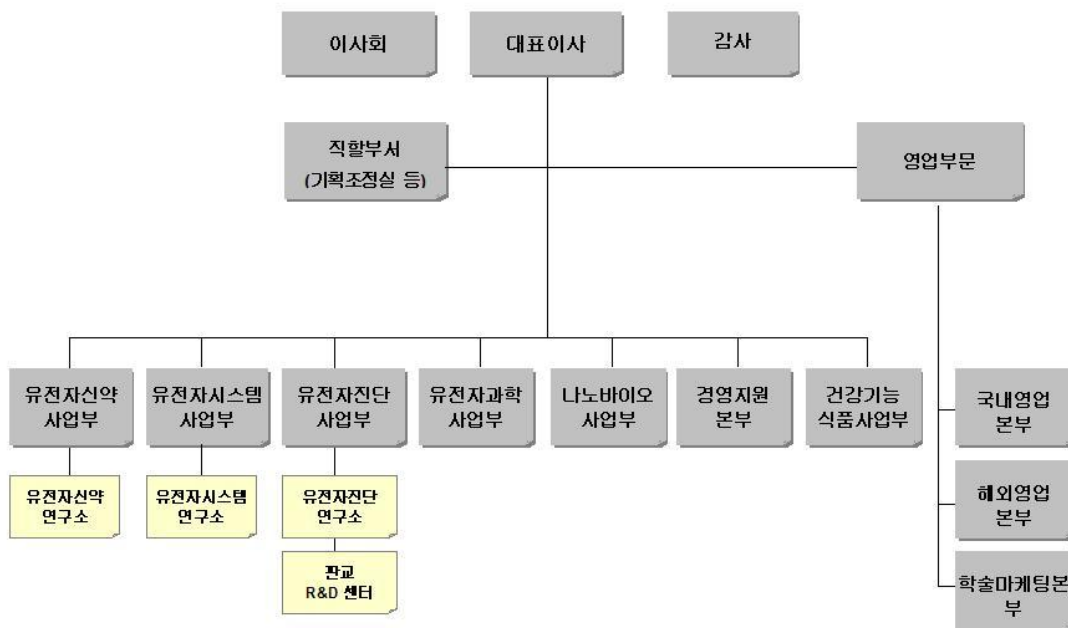 이사회
대표이사
감사
직할부서
(기획조정실 등)
영업부문
유전자신약
사업부
유전자시스템
사업부
유전자진단
사업부
유전자과학
사업부
나노바이오
사업부
경영지원
본부
건강기능
식품사업부
국내영업
본부
유전자신약
연구소
유전자시스템
연구소
유전자진단
연구소
해외영업
본부
판교
R&D 센터
학술마케팅본
부